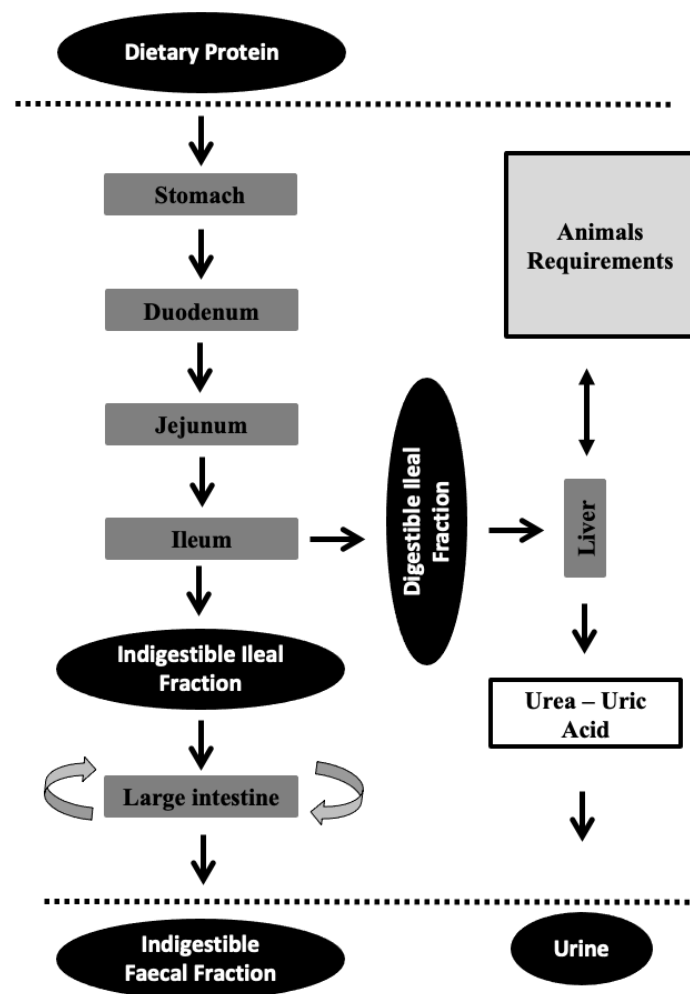 Dietary Protein
Stomach
Duodenum
Jejunum
Ileum
Indigestible Ileal
Fraction
Large intestine
Indigestible
Faecal Fraction
Digestible Ileal
Fraction
Animals
Requirements
Liver
Urea – Uric
Acid
Urine